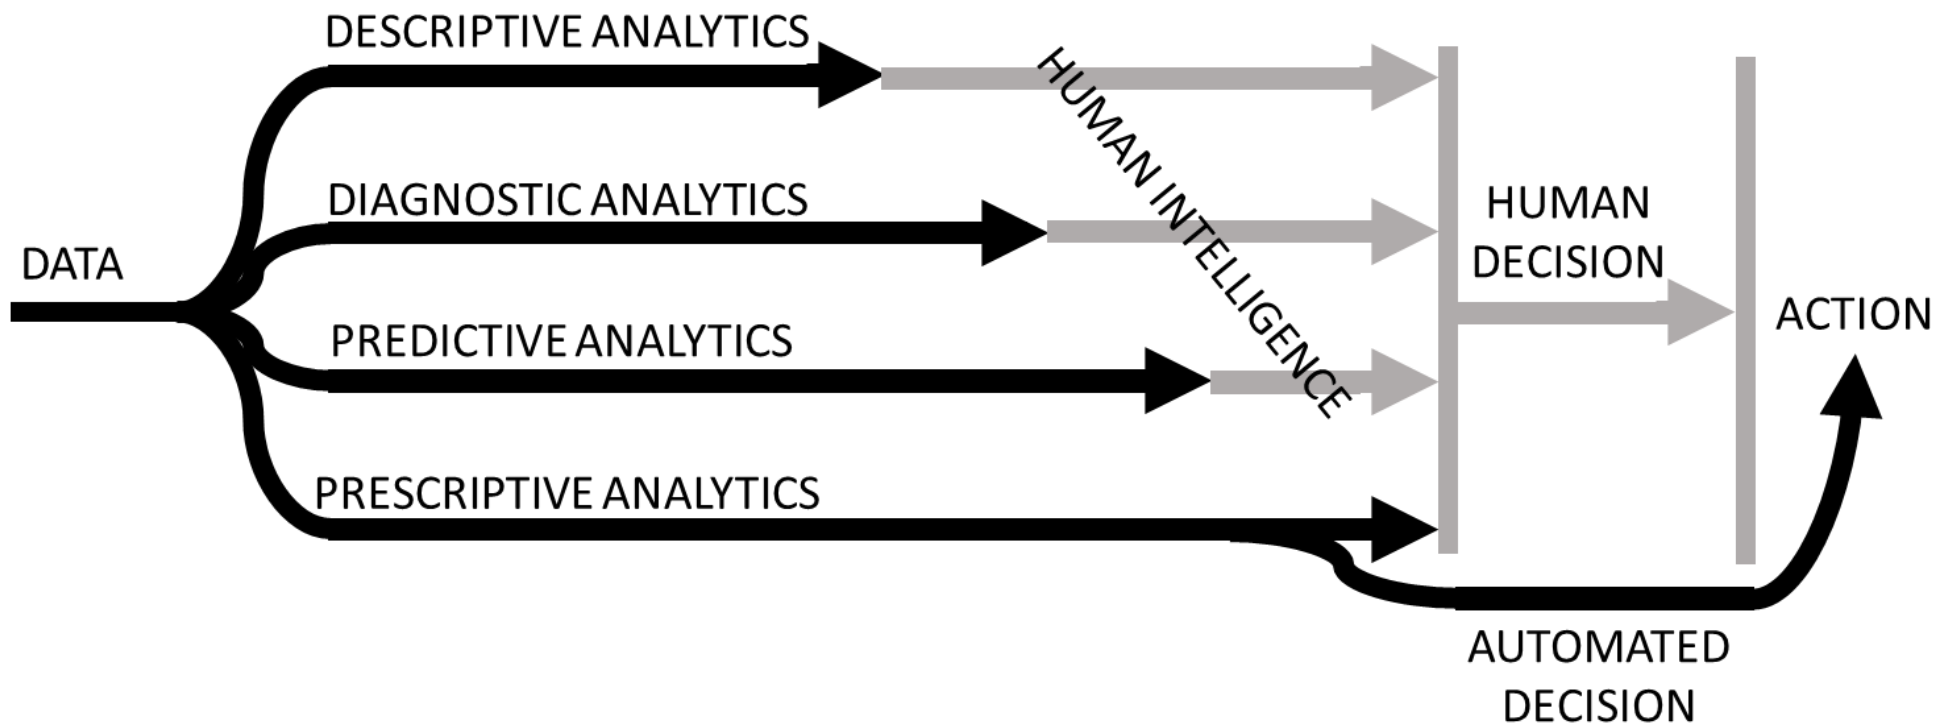 DESCRIPTIVE ANALYTICS
HUMAN INTELLIGENCE
DIAGNOSTIC ANALYTICS
HUMAN
DECISION
DATA
ACTION
PREDICTIVE ANALYTICS
PRESCRIPTIVE ANALYTICS
AUTOMATED
DECISION